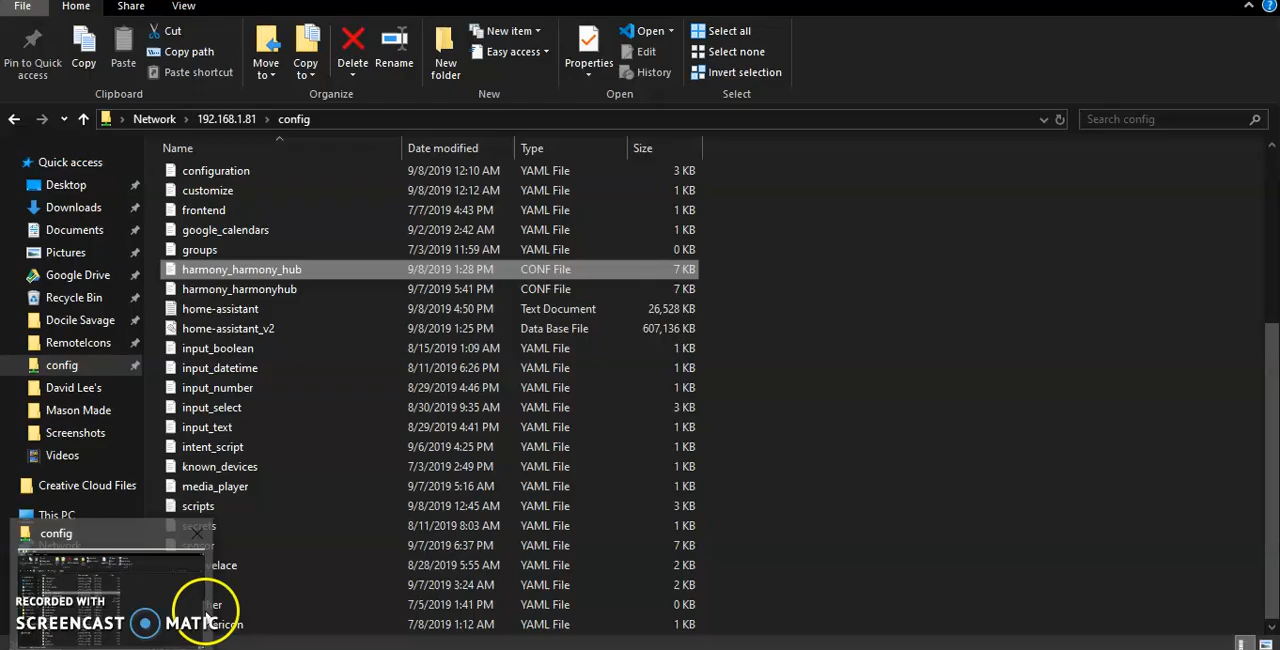 File Home Share View
Pin to Quick access
Copy
Paste
Cut
Copy path
Paste shortcut
Clipboard
Move to
Copy to
Delete
Rename
Organize
New folder
New item
Easy access
New
Properties
Open
Edit
History
Open
Select all
Select none
Invert selection
Select
Network > 192.168.1.81 > config
Search config
Quick access
Desktop
Downloads
Documents
Pictures
Google Drive
Recycle Bin
Docile Savage
RemoteIcons
config
David Lee's
Mason Made
Screenshots
Videos
Creative Cloud Files
This PC
Network
Name Date modified Type Size
configuration 9/8/2019 12:10 AM YAML File 3 KB
customize 9/8/2019 12:12 AM YAML File 1 KB
frontend 7/7/2019 4:43 PM YAML File 1 KB
google_calendars 9/2/2019 2:42 AM YAML File 1 KB
groups 7/3/2019 11:59 AM YAML File 0 KB
harmony_harmony_hub 9/8/2019 1:28 PM CONF File 7 KB
harmony_harmonyhub 9/7/2019 5:41 PM CONF File 7 KB
home-assistant 9/8/2019 4:50 PM Text Document 26,528 KB
home-assistant_v2 9/8/2019 1:25 PM Data Base File 607,136 KB
input_boolean 8/15/2019 1:09 AM YAML File 1 KB
input_datetime 8/11/2019 6:26 PM YAML File 1 KB
input_number 8/29/2019 4:46 PM YAML File 1 KB
input_select 8/30/2019 9:35 AM YAML File 3 KB
input_text 8/29/2019 4:41 PM YAML File 1 KB
intent_script 9/6/2019 4:25 PM YAML File 1 KB
known_devices 7/3/2019 2:49 PM YAML File 1 KB
media_player 9/7/2019 5:16 AM YAML File 1 KB
scripts 9/8/2019 12:45 AM YAML File 3 KB
secrets 8/11/2019 8:03 AM YAML File 1 KB
sensor 9/7/2019 6:37 PM YAML File 7 KB
8/28/2019 5:55 AM YAML File 2 KB
9/7/2019 3:24 AM YAML File 2 KB
7/5/2019 1:41 PM YAML File 0 KB
7/8/2019 1:12 AM YAML File 1 KB
config
RECORDED WITH
SCREENCAST MATIC